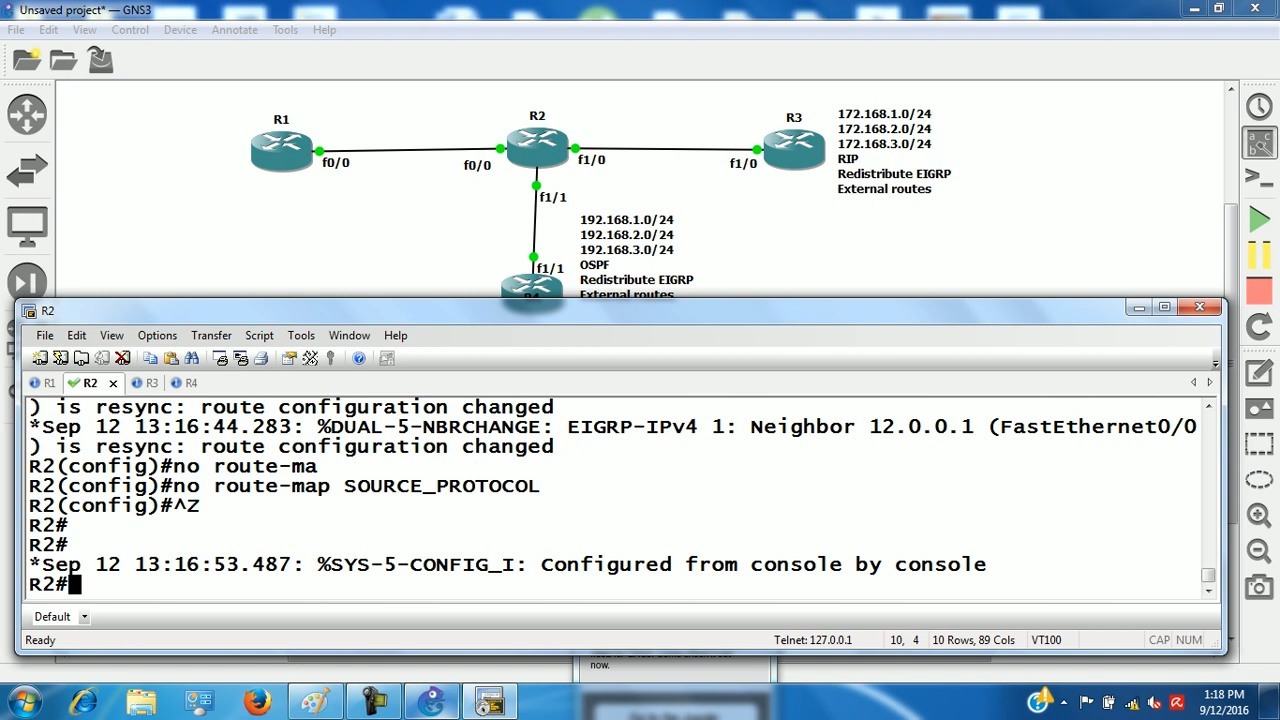 Unsaved project* — GNS3
File Edit View Control Device Annotate Tools Help
R1
R2
R3
f0/0
f0/0
f1/0
f1/0
f1/1
f1/1
172.168.1.0/24
172.168.2.0/24
172.168.3.0/24
RIP
Redistribute EIGRP
External routes
192.168.1.0/24
192.168.2.0/24
192.168.3.0/24
OSPF
Redistribute EIGRP
External routes
R2
File Edit View Options Transfer Script Tools Window Help
R1 R2 R3 R4
) is resync: route configuration changed
*Sep 12 13:16:44.283: %DUAL-5-NBRCHANGE: EIGRP-IPv4 1: Neighbor 12.0.0.1 (FastEthernet0/0
) is resync: route configuration changed
R2(config)#no route-ma
R2(config)#no route-map SOURCE_PROTOCOL
R2(config)#^Z
R2#
R2#
*Sep 12 13:16:53.487: %SYS-5-CONFIG_I: Configured from console by console
R2#
Default
Ready
Telnet: 127.0.0.1 10, 4 10 Rows, 89 Cols VT100 CAP NUM
now.
1:18 PM
9/12/2016